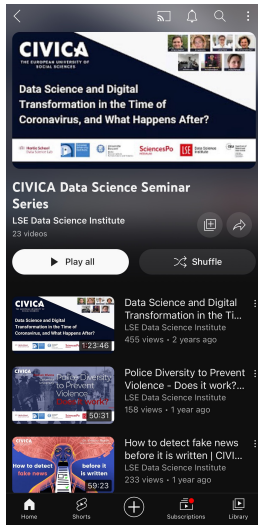 CIVICA
THE EUROPEAN UNIVERSITY OF
SOCIAL SCIENCES
Data Science and Digital
Transformation in the Time of
Coronavirus, and What Happens After?
SciencesPo
LSE
CIVICA Data Science Seminar
Series
LSE Data Science Institute
23 videos
Play all
Shuffle
CIVICA
Data Science and Digital
Transformation in the Time of
Coronavirus, and What Happens After?
1:23:46
Data Science and Digital
Transformation in the Ti...
LSE Data Science Institute
455 views • 2 years ago
CIVICA
Policy Diversity
to Prevent
Violence
50:31
Police Diversity to Prevent
Violence - Does it work?...
LSE Data Science Institute
158 views • 1 year ago
CIVICA
How to detect
fake news
before it
is written
59:23
How to detect fake news
before it is written | CIVI...
LSE Data Science Institute
233 views • 1 year ago
Home
Shorts
Subscriptions
Library